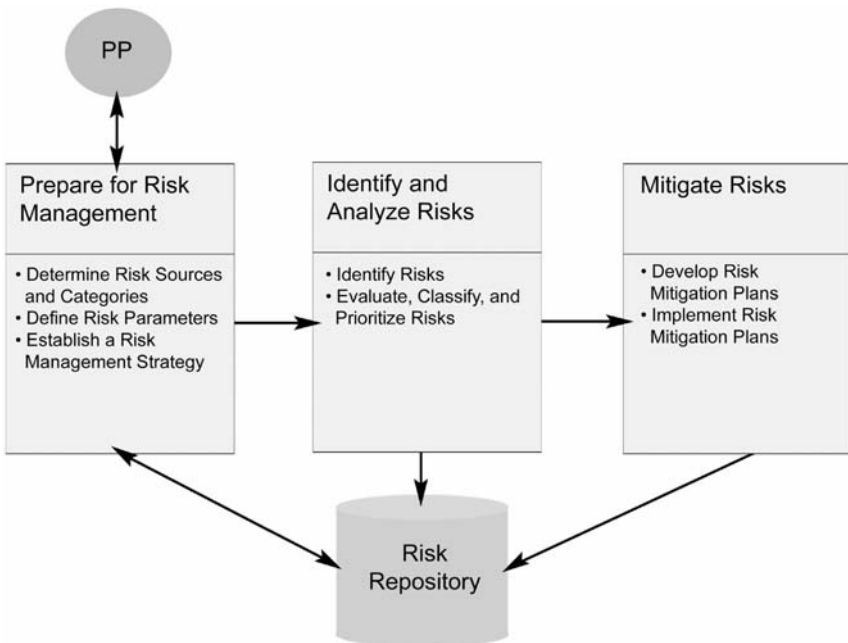 PP
Prepare for Risk
Management
• Determine Risk Sources
and Categories
• Define Risk Parameters
• Establish a Risk
Management Strategy
Identify and
Analyze Risks
• Identify Risks
• Evaluate, Classify, and
Prioritize Risks
Mitigate Risks
• Develop Risk
Mitigation Plans
• Implement Risk
Mitigation Plans
Risk
Repository